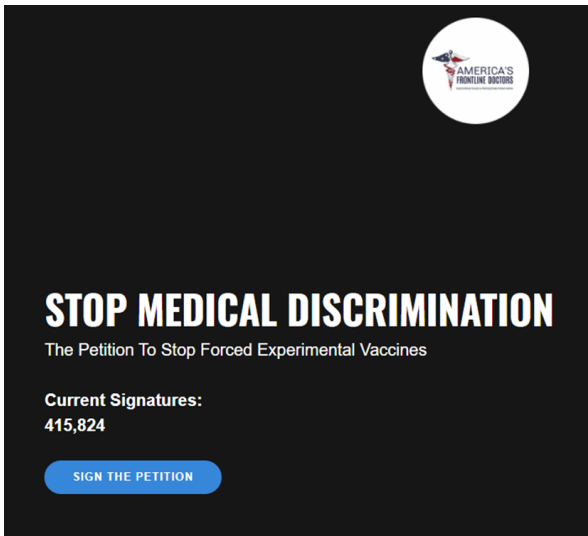 AMERICA'S
FRONTLINE DOCTORS
STOP MEDICAL DISCRIMINATION
The Petition To Stop Forced Experimental Vaccines
Current Signatures:
415,824
SIGN THE PETITION